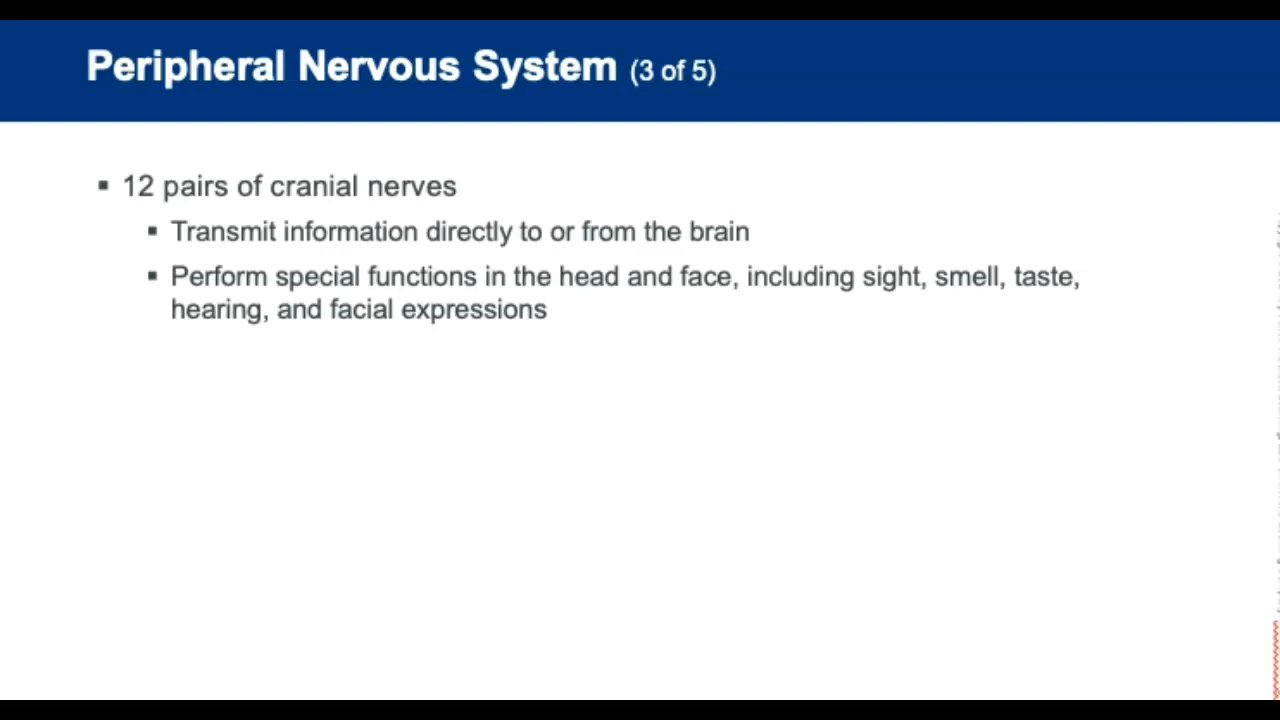 Peripheral Nervous System (3 of 5)
▪ 12 pairs of cranial nerves
▪ Transmit information directly to or from the brain
▪ Perform special functions in the head and face, including sight, smell, taste,
hearing, and facial expressions